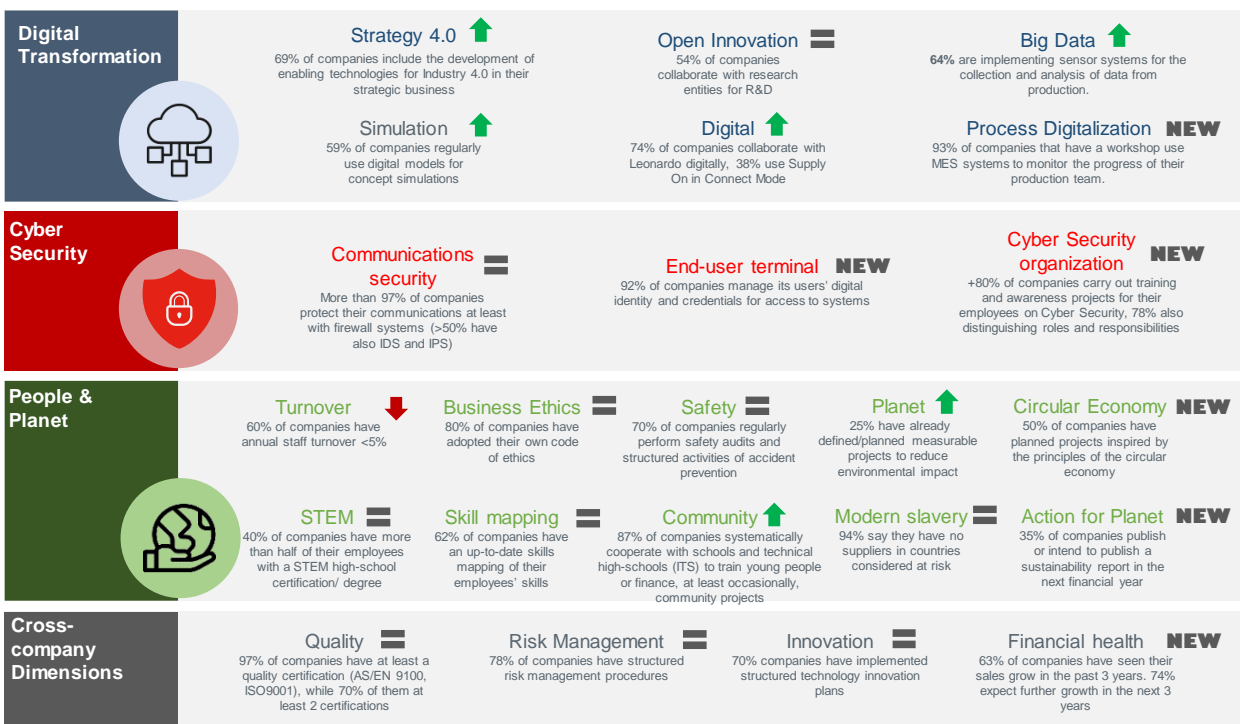 Digital
Transformation
Strategy 4.0
69% of companies include the development of
enabling technologies for Industry 4.0 in their
strategic business
Open Innovation
54% of companies
collaborate with research
entities for R&D
Big Data
64% are implementing sensor systems for the
collection and analysis of data from
production.
Simulation
59% of companies regularly
use digital models for
concept simulations
Digital
74% of companies collaborate with
Leonardo digitally, 38% use Supply
On in Connect Mode
Process Digitalization NEW
93% of companies that have a workshop use
MES systems to monitor the progress of their
production team.
Cyber
Security
Communications
security
More than 97% of companies
protect their communications at least
with firewall systems (>50% have
also IDS and IPS)
End-user terminal NEW
92% of companies manage its users' digital
identity and credentials for access to systems
Cyber Security
organization NEW
+80% of companies carry out training
and awareness projects for their
employees on Cyber Security, 78% also
distinguishing roles and responsibilities
People &
Planet
Turnover
60% of companies have
annual staff turnover <5%
Business Ethics
80% of companies have
adopted their own code
of ethics
Safety
70% of companies regularly
perform safety audits and
structured activities of accident
prevention
Planet
25% have already
defined/planned measurable
projects to reduce
environmental impact
Circular Economy NEW
50% of companies have
planned projects inspired by
the principles of the circular
economy
STEM
40% of companies have more
than half of their employees
with a STEM high-school
certification/ degree
Skill mapping
62% of companies have
an up-to-date skills
mapping of their
employees' skills
Community
87% of companies systematically
cooperate with schools and technical
high-schools (ITS) to train young people
or finance, at least occasionally,
community projects
Modern slavery
94% say they have no
suppliers in countries
considered at risk
Action for Planet NEW
35% of companies publish
or intend to publish a
sustainability report in the
next financial year
Cross-
company
Dimensions
Quality
97% of companies have at least a
quality certification (AS/EN 9100,
ISO9001), while 70% of them at
least 2 certifications
Risk Management
78% of companies have structured
risk management procedures
Innovation
70% companies have implemented
structured technology innovation
plans
Financial health NEW
63% of companies have seen their
sales grow in the past 3 years. 74%
expect further growth in the next 3
years